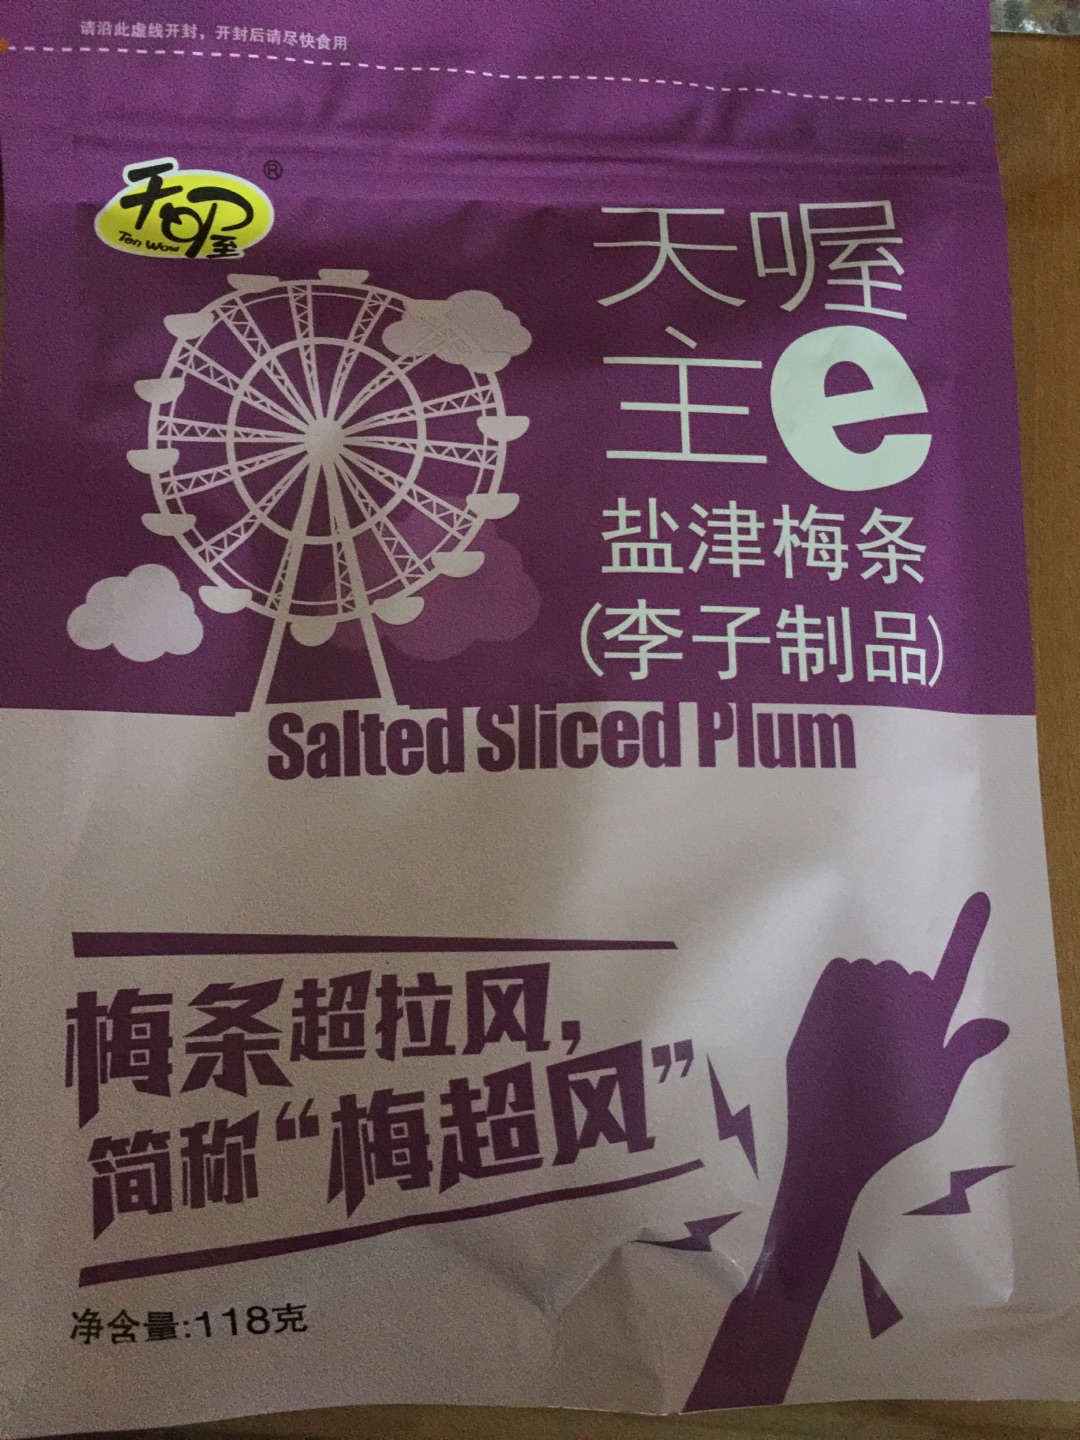 请沿此虚线开封，开封后请尽快食用
天喔
Ten Wow
®
天喔
主e
盐津梅条
(李子制品)
Salted Sliced Plum
梅条超拉风，
简称“梅超风”
净含量:118克